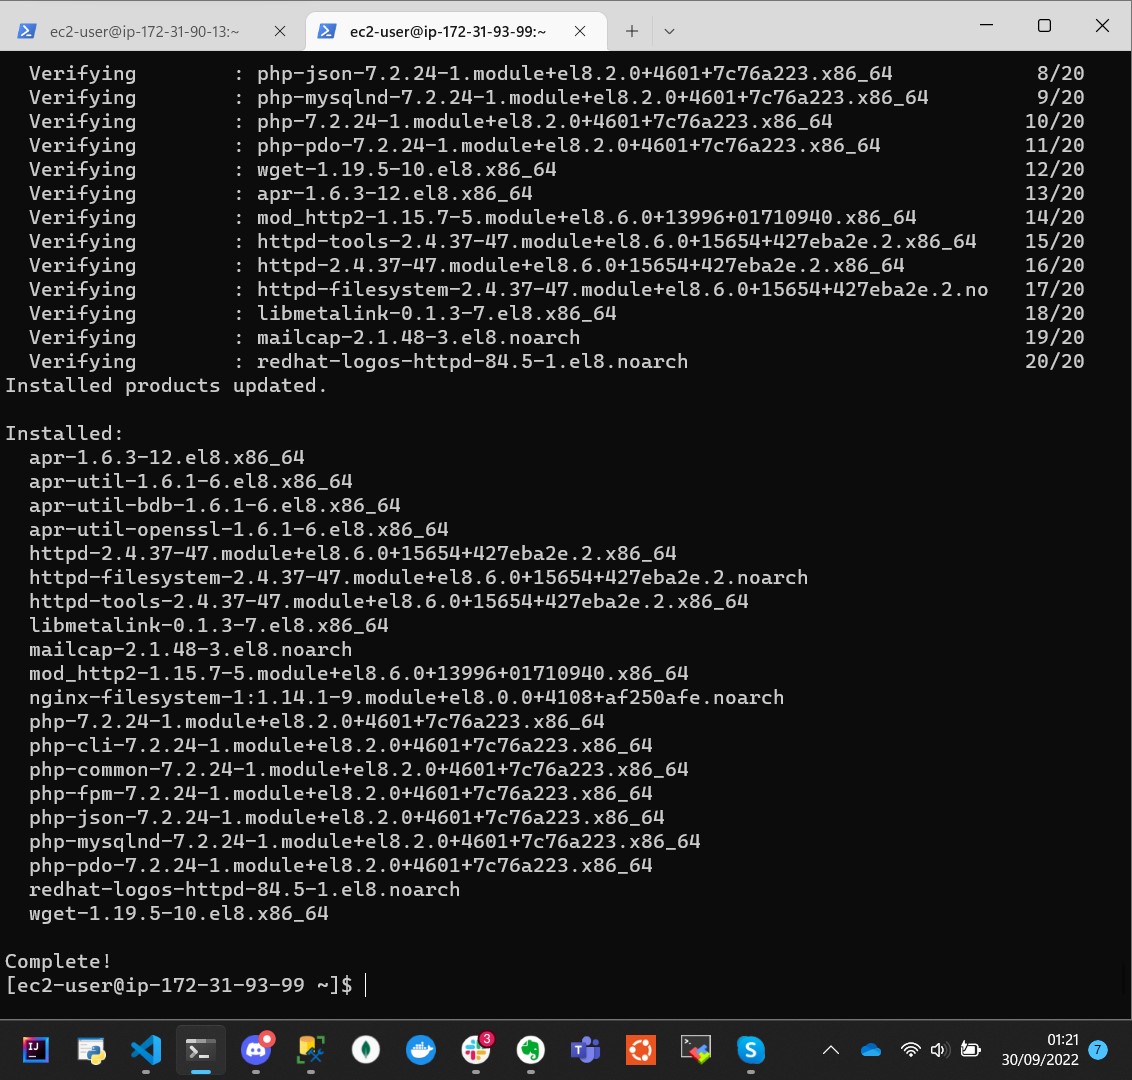 ec2-user@ip-172-31-90-13:~
ec2-user@ip-172-31-93-99:~
Verifying : php-json-7.2.24-1.module+el8.2.0+4601+7c76a223.x86_64 8/20
Verifying : php-mysqlnd-7.2.24-1.module+el8.2.0+4601+7c76a223.x86_64 9/20
Verifying : php-7.2.24-1.module+el8.2.0+4601+7c76a223.x86_64 10/20
Verifying : php-pdo-7.2.24-1.module+el8.2.0+4601+7c76a223.x86_64 11/20
Verifying : wget-1.19.5-10.el8.x86_64 12/20
Verifying : apr-1.6.3-12.el8.x86_64 13/20
Verifying : mod_http2-1.15.7-5.module+el8.6.0+13996+01710940.x86_64 14/20
Verifying : httpd-tools-2.4.37-47.module+el8.6.0+15654+427eba2e.2.x86_64 15/20
Verifying : httpd-2.4.37-47.module+el8.6.0+15654+427eba2e.2.x86_64 16/20
Verifying : httpd-filesystem-2.4.37-47.module+el8.6.0+15654+427eba2e.2.no 17/20
Verifying : libmetalink-0.1.3-7.el8.x86_64 18/20
Verifying : mailcap-2.1.48-3.el8.noarch 19/20
Verifying : redhat-logos-httpd-84.5-1.el8.noarch 20/20
Installed products updated.
Installed:
apr-1.6.3-12.el8.x86_64
apr-util-1.6.1-6.el8.x86_64
apr-util-bdb-1.6.1-6.el8.x86_64
apr-util-openssl-1.6.1-6.el8.x86_64
httpd-2.4.37-47.module+el8.6.0+15654+427eba2e.2.x86_64
httpd-filesystem-2.4.37-47.module+el8.6.0+15654+427eba2e.2.noarch
httpd-tools-2.4.37-47.module+el8.6.0+15654+427eba2e.2.x86_64
libmetalink-0.1.3-7.el8.x86_64
mailcap-2.1.48-3.el8.noarch
mod_http2-1.15.7-5.module+el8.6.0+13996+01710940.x86_64
nginx-filesystem-1:1.14.1-9.module+el8.0.0+4108+af250afe.noarch
php-7.2.24-1.module+el8.2.0+4601+7c76a223.x86_64
php-cli-7.2.24-1.module+el8.2.0+4601+7c76a223.x86_64
php-common-7.2.24-1.module+el8.2.0+4601+7c76a223.x86_64
php-fpm-7.2.24-1.module+el8.2.0+4601+7c76a223.x86_64
php-json-7.2.24-1.module+el8.2.0+4601+7c76a223.x86_64
php-mysqlnd-7.2.24-1.module+el8.2.0+4601+7c76a223.x86_64
php-pdo-7.2.24-1.module+el8.2.0+4601+7c76a223.x86_64
redhat-logos-httpd-84.5-1.el8.noarch
wget-1.19.5-10.el8.x86_64
Complete!
[ec2-user@ip-172-31-93-99 ~]$
IJ
3
S
01:21
30/09/2022
7